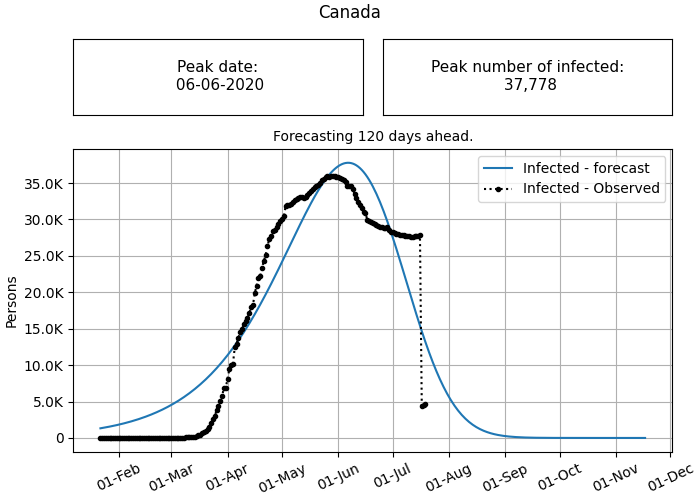 Canada
Peak date:
06-06-2020
Peak number of infected:
37,778
Forecasting 120 days ahead.
Infected - forecast
Infected - Observed
Persons
35.0K
30.0K
25.0K
20.0K
15.0K
10.0K
5.0K
0
01-Feb
01-Mar
01-Apr
01-May
01-Jun
01-Jul
01-Aug
01-Sep
01-Oct
01-Nov
01-Dec